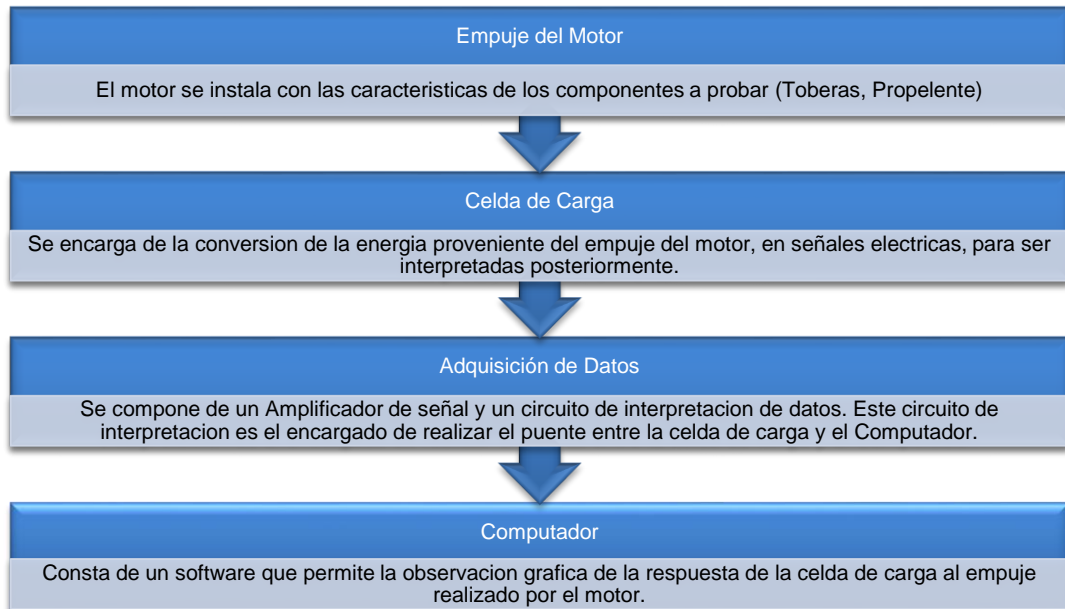 Empuje del Motor
El motor se instala con las caracteristicas de los componentes a probar (Toberas, Propelente)
Celda de Carga
Se encarga de la conversion de la energia proveniente del empuje del motor, en señales electricas, para ser
interpretadas posteriormente.
Adquisición de Datos
Se compone de un Amplificador de señal y un circuito de interpretacion de datos. Este circuito de
interpretacion es el encargado de realizar el puente entre la celda de carga y el Computador.
Computador
Consta de un software que permite la observacion grafica de la respuesta de la celda de carga al empuje
realizado por el motor.